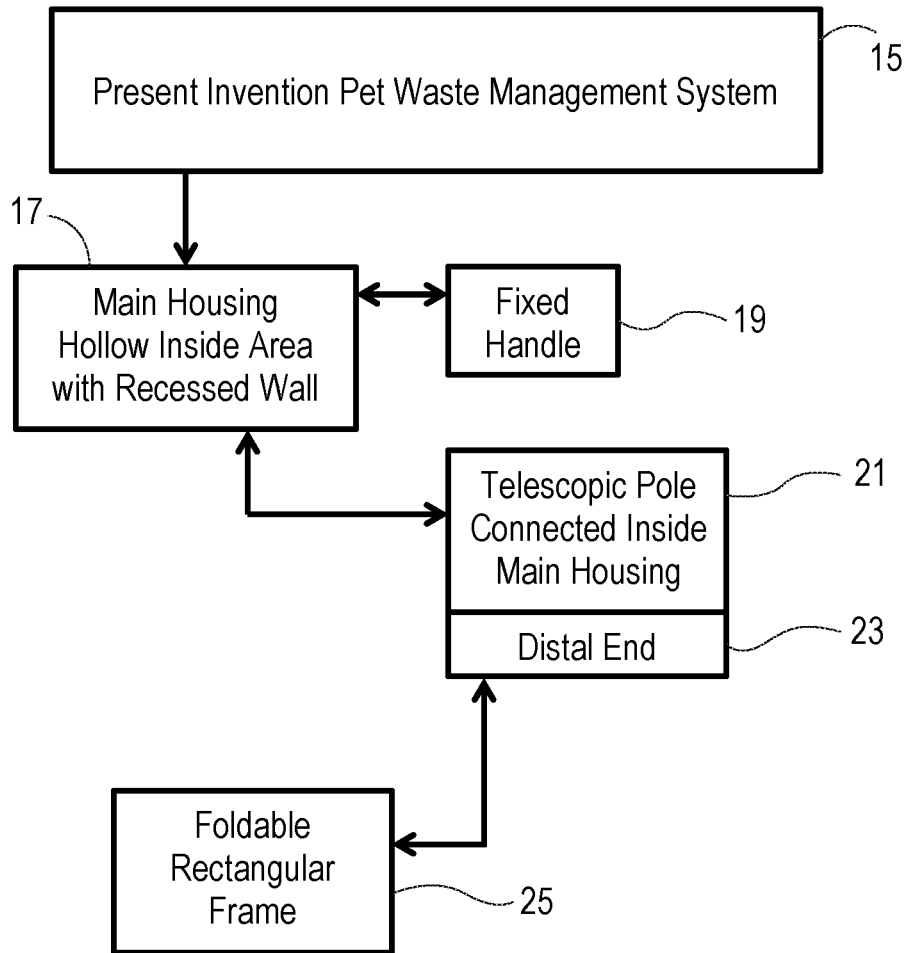 Present Invention Pet Waste Management System
15
17
Main Housing
Hollow Inside Area
with Recessed Wall
Fixed
Handle
19
Telescopic Pole
Connected Inside
Main Housing
21
Distal End
23
Foldable
Rectangular
Frame
25